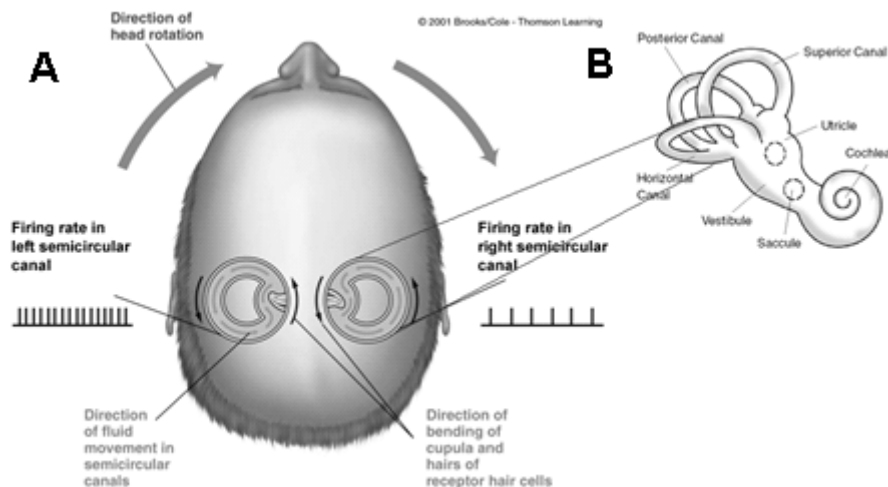 © 2001 Brooks/Cole - Thomson Learning
Direction of
head rotation
A
B
Posterior Canal
Superior Canal
Utricle
Cochlea
Horizontal
Canal
Vestibule
Saccule
Firing rate in
left semicircular
canal
Firing rate in
right semicircular
canal
Direction
of fluid
movement in
semicircular
canals
Direction of
bending of
cupula and
hairs of
receptor hair cells